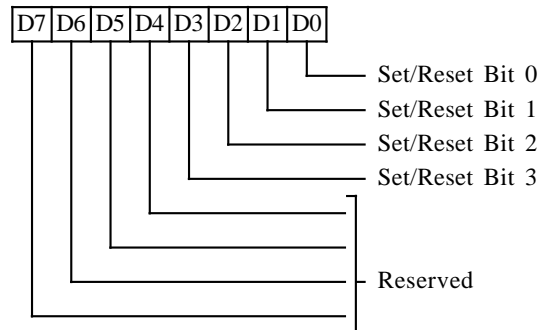 D7 D6 D5 D4 D3 D2 D1 D0
Set/Reset Bit 0
Set/Reset Bit 1
Set/Reset Bit 2
Set/Reset Bit 3
Reserved